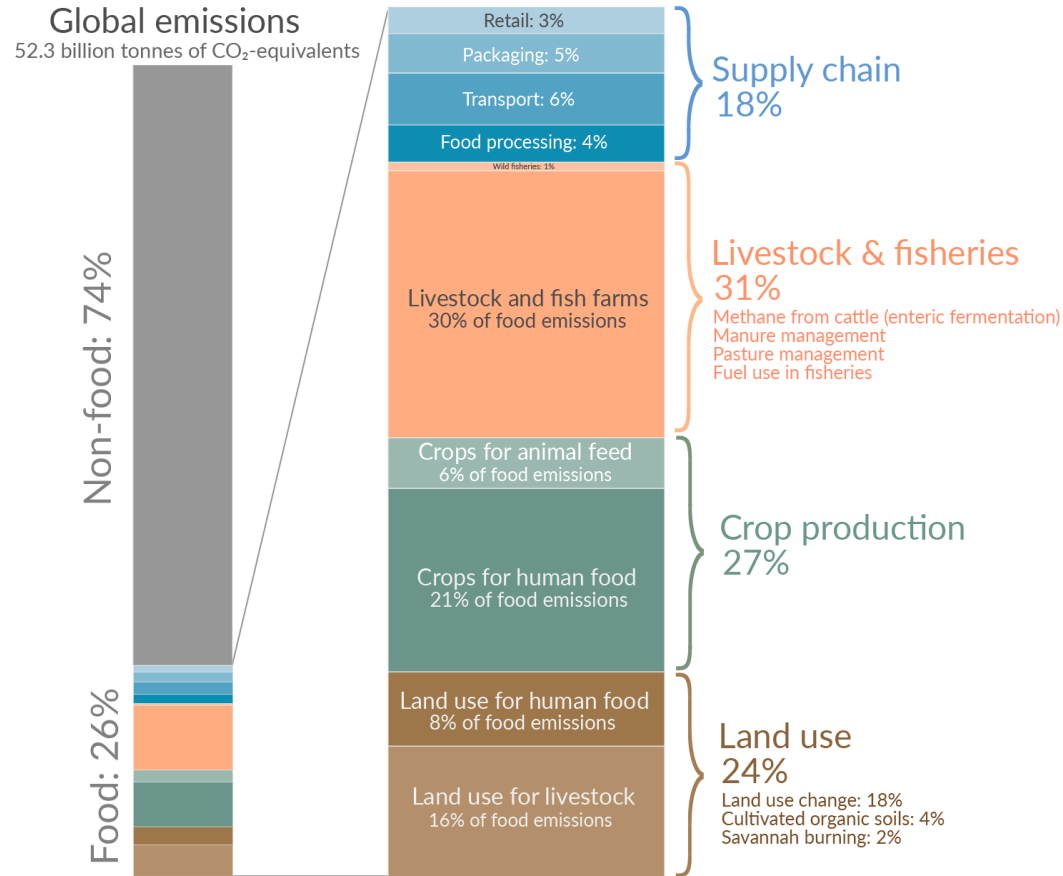 Global emissions
52.3 billion tonnes of CO₂-equivalents
Non-food: 74%
Food: 26%
Retail: 3%
Packaging: 5%
Transport: 6%
Food processing: 4%
Wild fisheries: 1%
Livestock and fish farms
30% of food emissions
Crops for animal feed
6% of food emissions
Crops for human food
21% of food emissions
Land use for human food
8% of food emissions
Land use for livestock
16% of food emissions
Supply chain
18%
Livestock & fisheries
31%
Methane from cattle (enteric fermentation)
Manure management
Pasture management
Fuel use in fisheries
Crop production
27%
Land use
24%
Land use change: 18%
Cultivated organic soils: 4%
Savannah burning: 2%